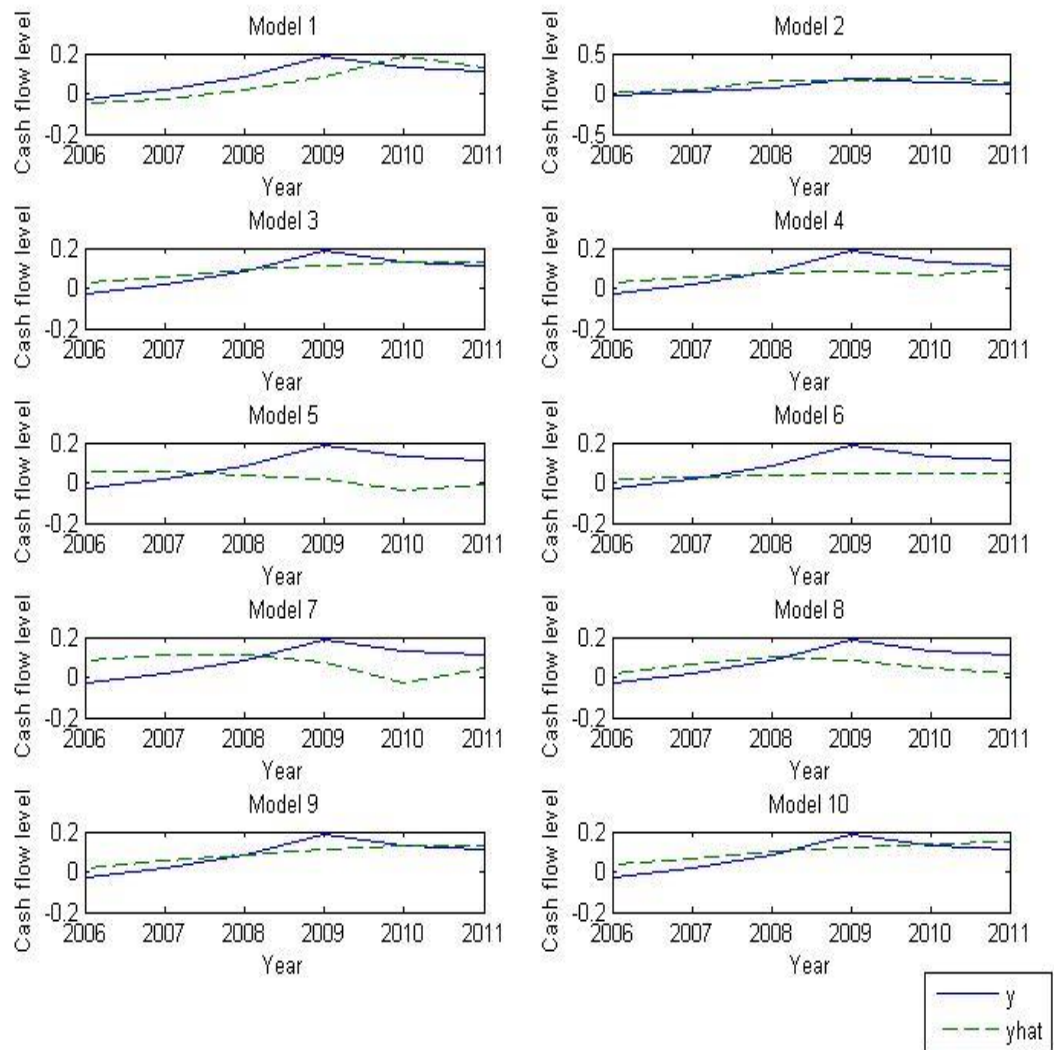 Model 1
Cash flow level
0.2
0
-0.2
2006 2007 2008 2009 2010 2011
Year
Model 2
Cash flow level
0.5
0
-0.5
2006 2007 2008 2009 2010 2011
Year
Model 3
Cash flow level
0.2
0
-0.2
2006 2007 2008 2009 2010 2011
Year
Model 4
Cash flow level
0.2
0
-0.2
2006 2007 2008 2009 2010 2011
Year
Model 5
Cash flow level
0.2
0
-0.2
2006 2007 2008 2009 2010 2011
Year
Model 6
Cash flow level
0.2
0
-0.2
2006 2007 2008 2009 2010 2011
Year
Model 7
Cash flow level
0.2
0
-0.2
2006 2007 2008 2009 2010 2011
Year
Model 8
Cash flow level
0.2
0
-0.2
2006 2007 2008 2009 2010 2011
Year
Model 9
Cash flow level
0.2
0
-0.2
2006 2007 2008 2009 2010 2011
Year
Model 10
Cash flow level
0.2
0
-0.2
2006 2007 2008 2009 2010 2011
Year
y
yhat